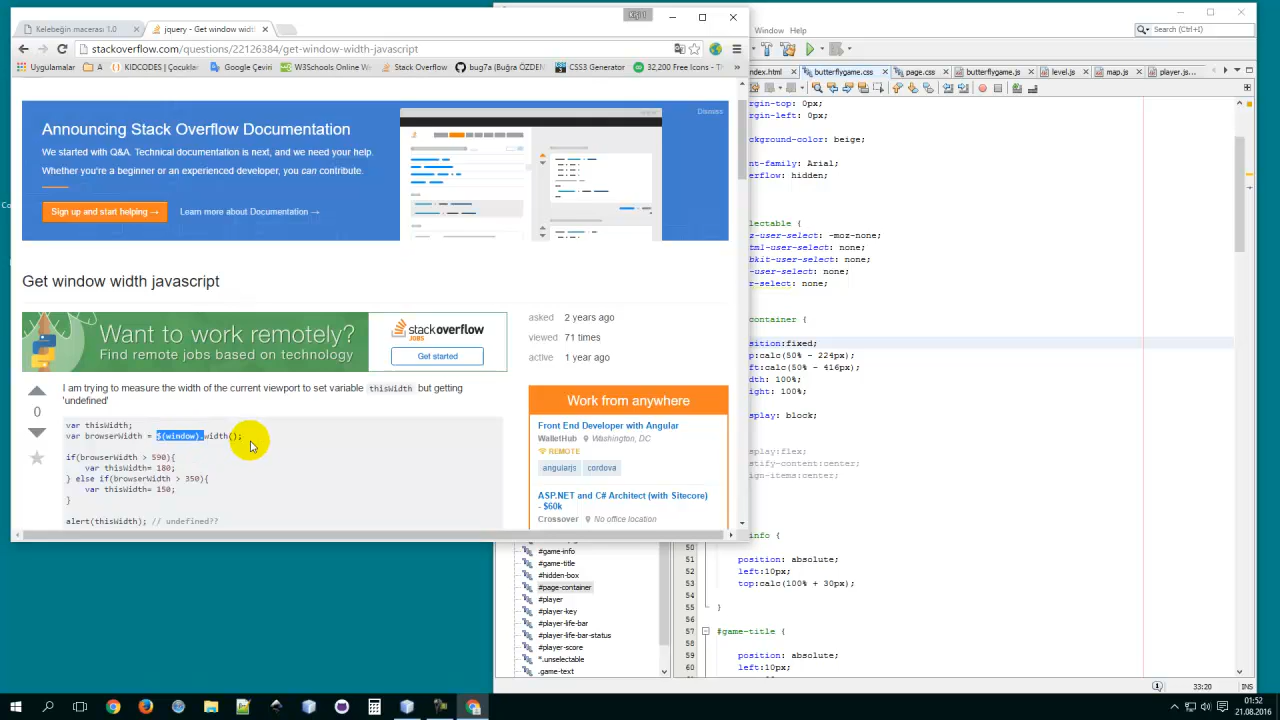 Kelebeğin macerası 1.0
jquery - Get window widt
Kişi 1
stackoverflow.com/questions/22126384/get-window-width-javascript
Uygulamalar
A
KIDCODES | Çocukla
Google Çeviri
W3Schools Online We
Stack Overflow
bug7a (Buğra ÖZDEN
CSS3 Generator
32,200 Free Icons - Th
»
Announcing Stack Overflow Documentation
We started with Q&A. Technical documentation is next, and we need your help.
Whether you're a beginner or an experienced developer, you can contribute.
Sign up and start helping →
Learn more about Documentation →
Discuss
Get window width javascript
Want to work remotely?
Find remote jobs based on technology
stackoverflow
JOBS
Get started
asked 2 years ago
viewed 71 times
active 1 year ago
0
I am trying to measure the width of the current viewport to set variable thisWidth but getting
'undefined'
var thisWidth;
var browserWidth = $(window).width();
if(browserWidth > 590){
var thisWidth= 180;
} else if(browserWidth > 350){
var thisWidth= 150;
}
alert(thisWidth); // undefined??
Work from anywhere
Front End Developer with Angular
WalletHub Washington, DC
REMOTE
angularjs cordova
ASP.NET and C# Architect (with Sitecore)
- $60k
Crossover No office location
Window Help
Search (Ctrl+I)
ndex.html
butterflygame.css
page.css
butterflygame.js
level.js
map.js
player.js...
rgin-top: 0px;
rgin-left: 0px;
ckground-color: beige;
nt-family: Arial;
erflow: hidden;
lectable {
z-user-select: -moz-none;
html-user-select: none;
bkit-user-select: none;
-user-select: none;
r-select: none;
container {
sition:fixed;
p:calc(50% - 224px);
ft:calc(50% - 416px);
dth: 100%;
ight: 100%;
splay: block;
splay:flex;
stify-content:center;
ign-items:center;
info {
position: absolute;
left:10px;
top:calc(100% + 30px);
}
#game-title {
position: absolute;
left:10px;
50
51
52
53
54
55
56
57
58
59
60
#game-info
#game-title
#hidden-box
#page-container
#player
#player-key
#player-life-bar
#player-life-bar-status
#player-score
*.unselectable
.game-text
33:20
INS
01:52
21.08.2016